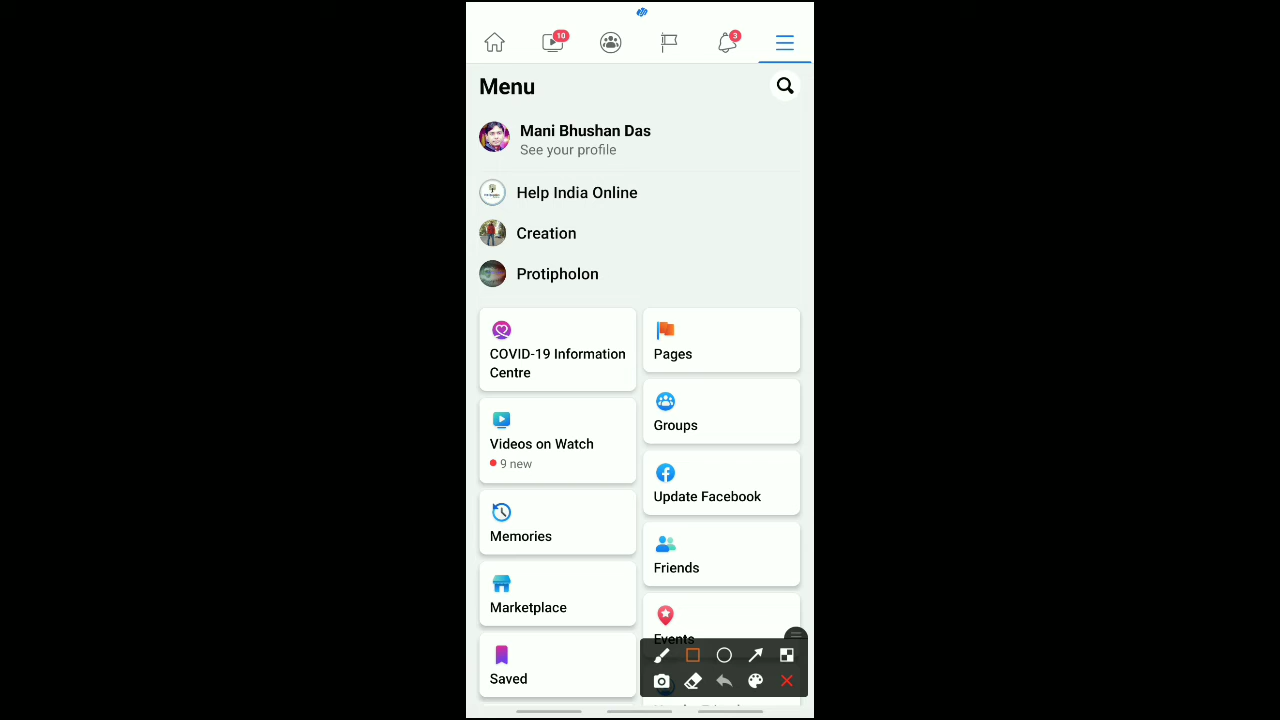 10
3
Menu
Mani Bhushan Das
See your profile
Help India Online
Creation
Protipholon
COVID-19 Information
Centre
Pages
Groups
Videos on Watch
9 new
Update Facebook
Memories
Friends
Marketplace
Events
Saved